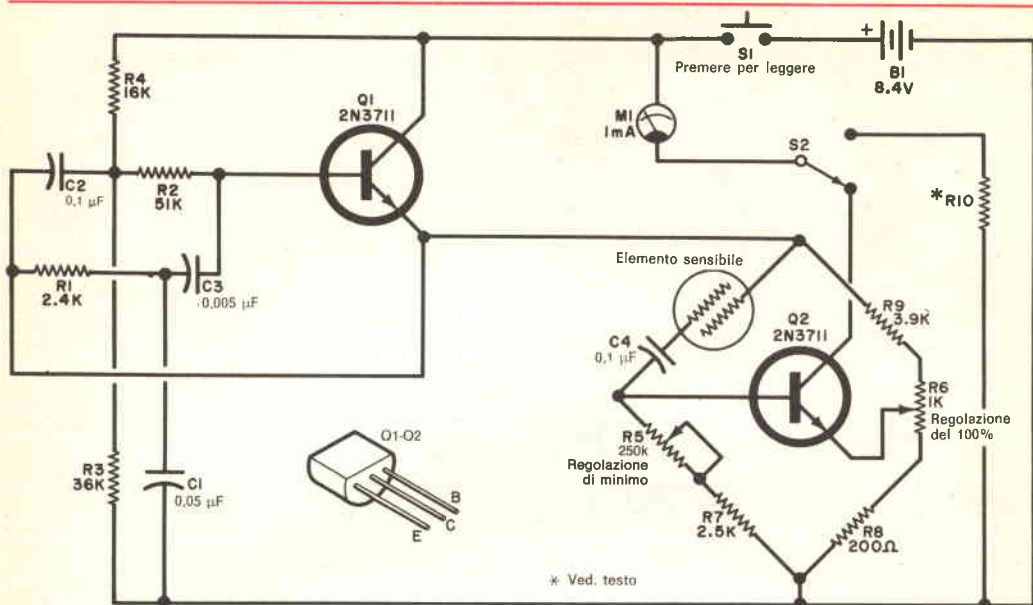 S1
Premere per leggere
+
B1
8.4V
R4
16K
Q1
2N3711
M1
1mA
S2
C2
0,1 µF
R2
51K
*R10
R1
2.4K
C3
0,005 µF
Elemento sensibile
R9
3.9K
Q2
2N3711
C4
0,1 µF
R6
1K
Regolazione
del 100%
R5
250k
Regolazione
di minimo
Q1-Q2
B
C
E
R3
36K
C1
0,05 µF
R7
2.5K
R8
200Ω
* Ved. testo